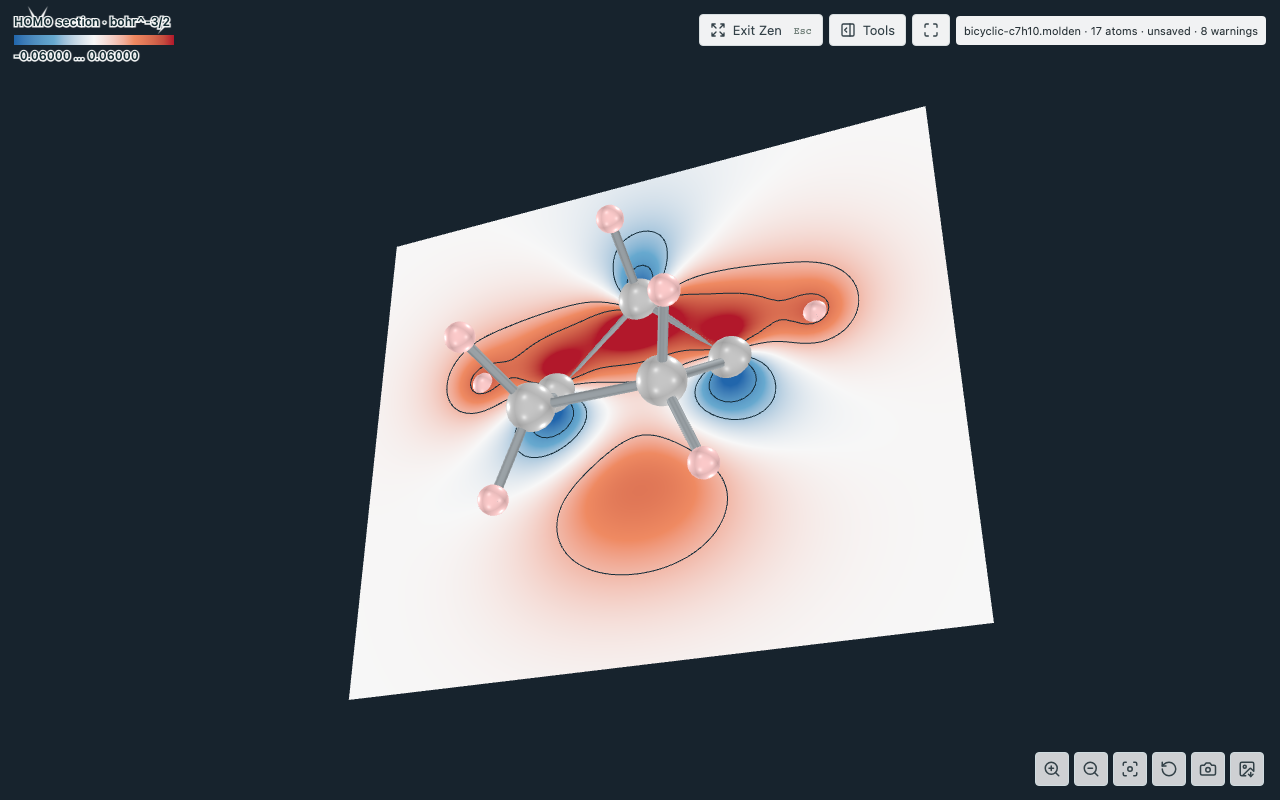 HOMO section · bohr^-3/2
-0.06000 ... 0.06000
Exit Zen Esc
Tools
bicyclic-c7h10.molden · 17 atoms · unsaved · 8 warnings